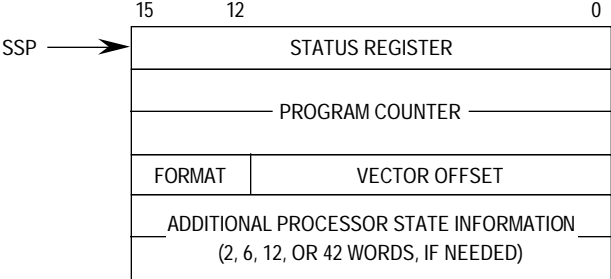 15 12 0
SSP STATUS REGISTER
PROGRAM COUNTER
FORMAT VECTOR OFFSET
ADDITIONAL PROCESSOR STATE INFORMATION
(2, 6, 12, OR 42 WORDS, IF NEEDED)